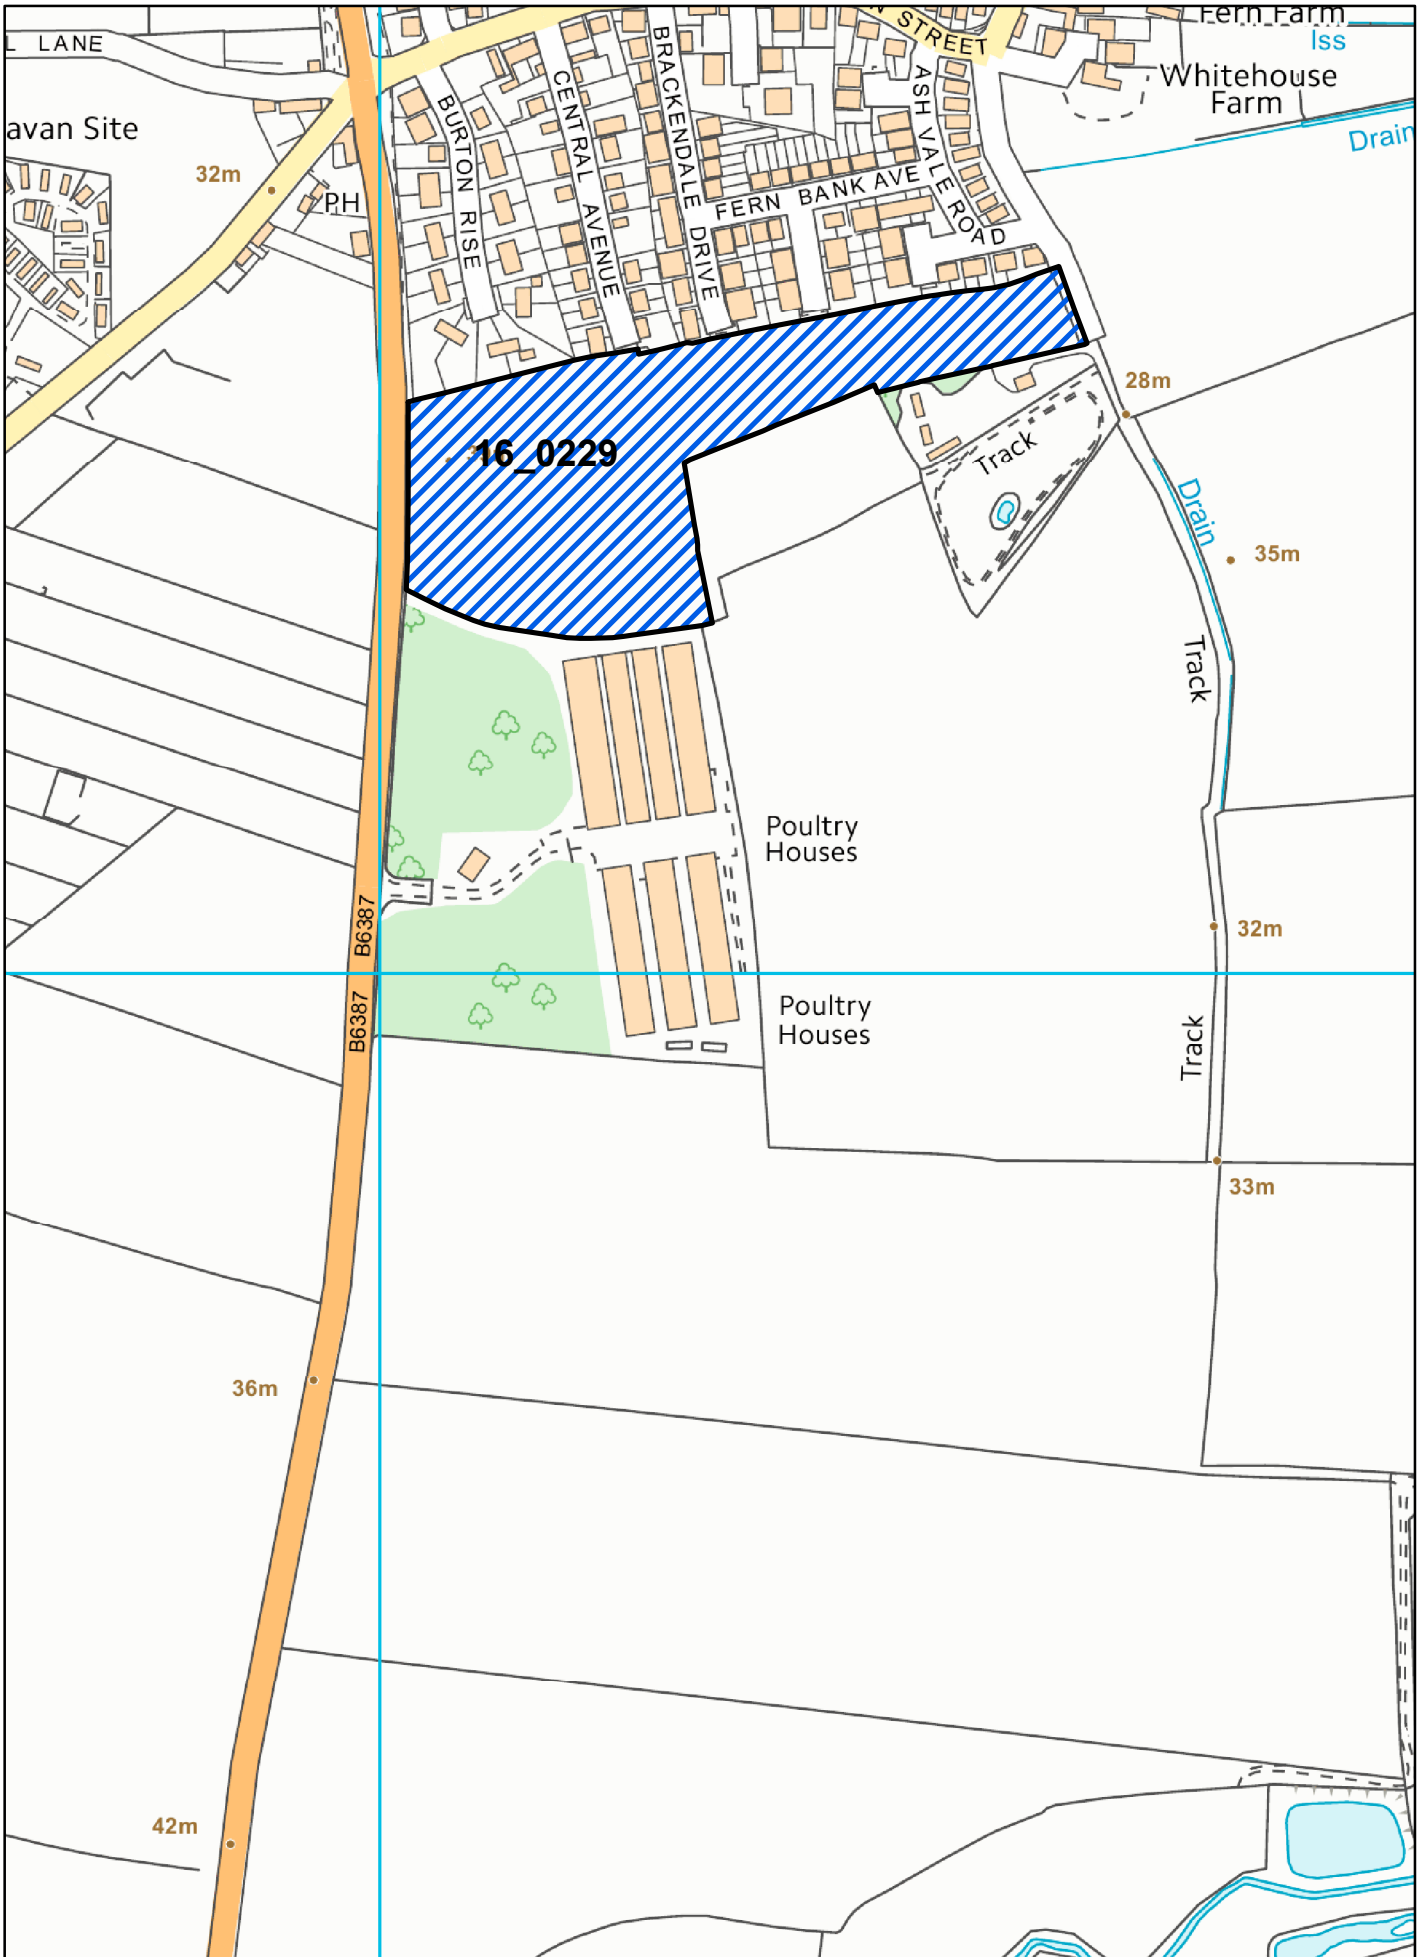 Fern Farm
Iss
L LANE
N STREET
Whitehouse
Farm
avan Site
Drain
BURTON RISE
CENTRAL AVENUE
BRACKENDALE DRIVE
ASH VALE ROAD
FERN BANK AVE
32m
PH
28m
16_0229
Track
Drain
35m
Track
Poultry
Houses
B6387
32m
B6387
Poultry
Houses
Track
33m
36m
42m